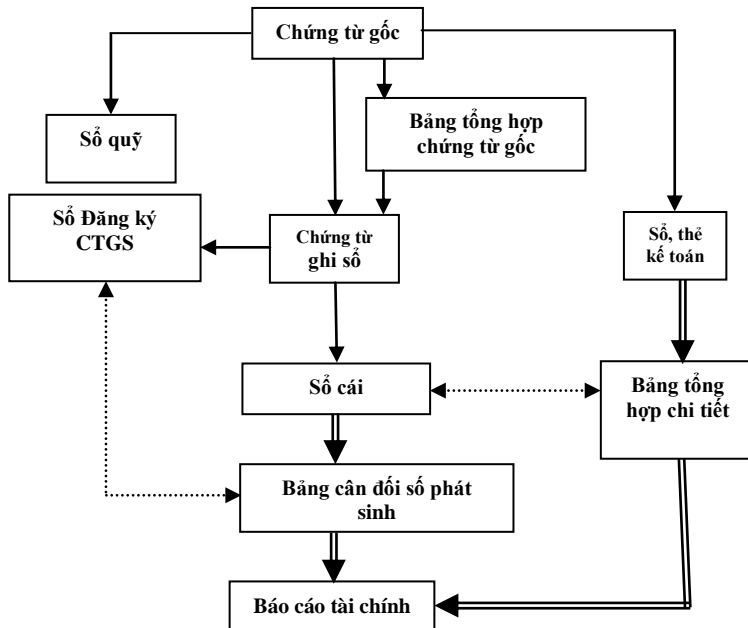 Chứng từ gốc
Sổ quỹ
Bảng tổng hợp
chứng từ gốc
Sổ Đăng ký
CTGS
Chứng từ
ghi sổ
Sổ, thẻ
kế toán
Sổ cái
Bảng tổng
hợp chi tiết
Bảng cân đối số phát
sinh
Báo cáo tài chính